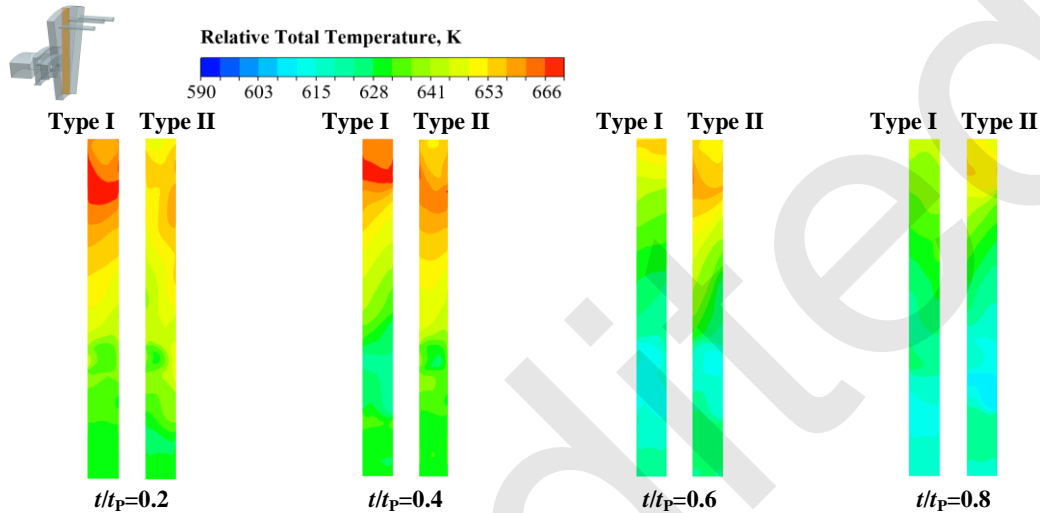 Relative Total Temperature, K
590 603 615 628 641 653 666
Type I Type II Type I Type II Type I Type II Type I Type II
t/tP=0.2 t/tP=0.4 t/tP=0.6 t/tP=0.8
dited